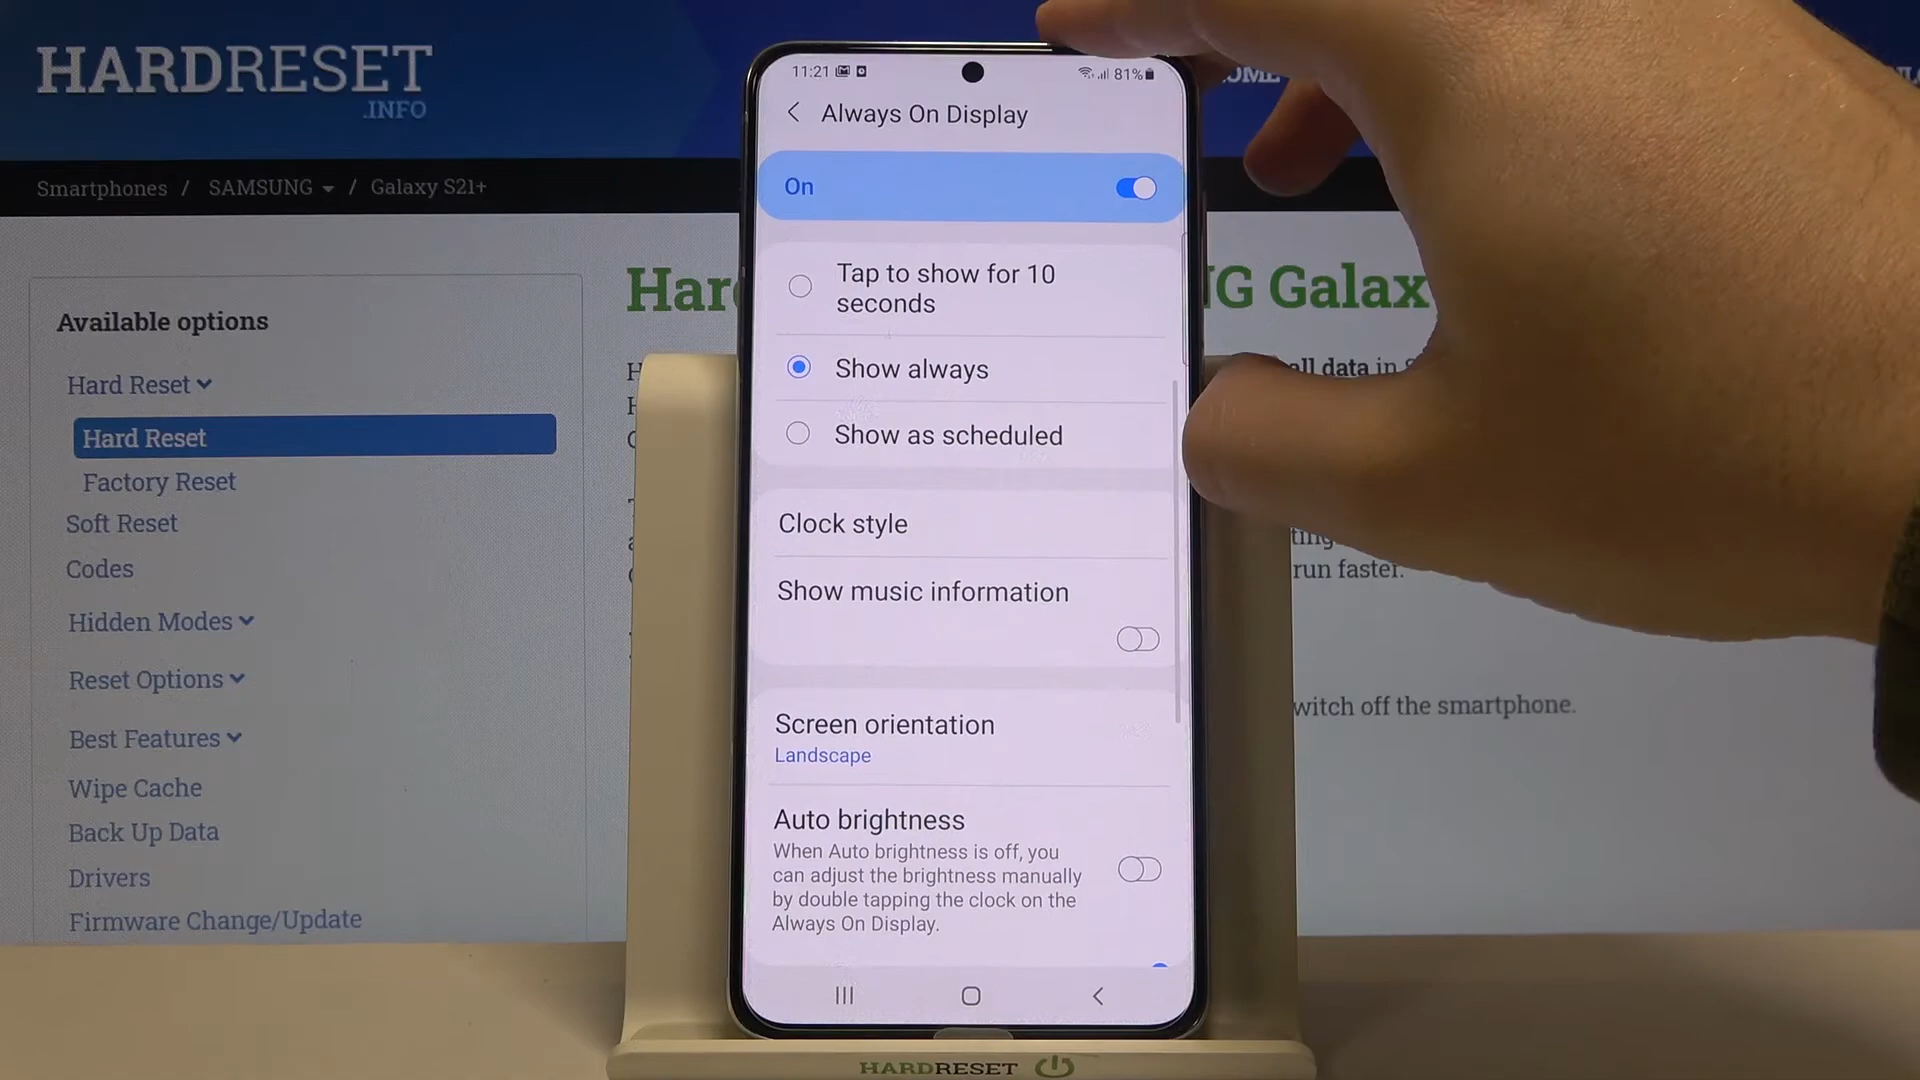 HARDRESET
.INFO
Smartphones / SAMSUNG / Galaxy S21+
Available options
Hard Reset
Hard Reset
Factory Reset
Soft Reset
Codes
Hidden Modes
Reset Options
Best Features
Wipe Cache
Back Up Data
Drivers
Firmware Change/Update
G Galax
all data in
run faster.
witch off the smartphone.
11:21
81%
Always On Display
On
Tap to show for 10
seconds
Show always
Show as scheduled
Clock style
Show music information
Screen orientation
Landscape
Auto brightness
When Auto brightness is off, you
can adjust the brightness manually
by double tapping the clock on the
Always On Display.
HARDRESET